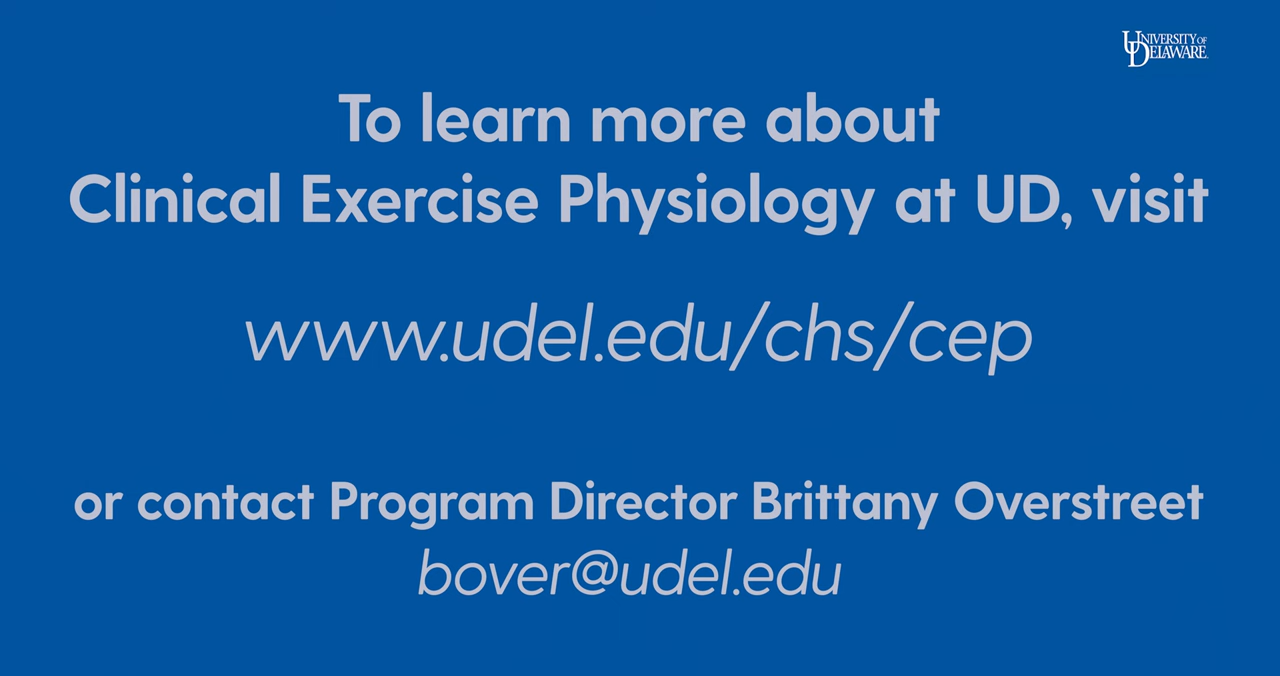 UNIVERSITY OF
DELAWARE
To learn more about
Clinical Exercise Physiology at UD, visit
www.udel.edu/chs/cep
or contact Program Director Brittany Overstreet
bover@udel.edu